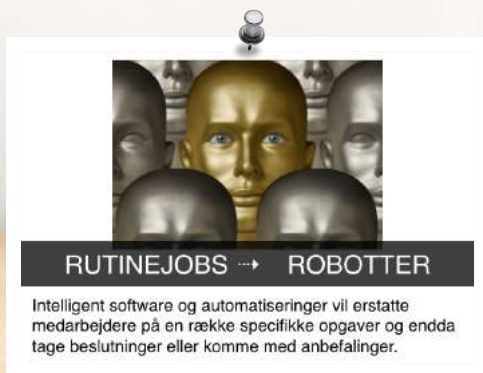 RUTINEJOBS ⇢ ROBOTTER
Intelligent software og automatiseringer vil erstatte
medarbejdere på en række specifikke opgaver og endda
tage beslutninger eller komme med anbefalinger.